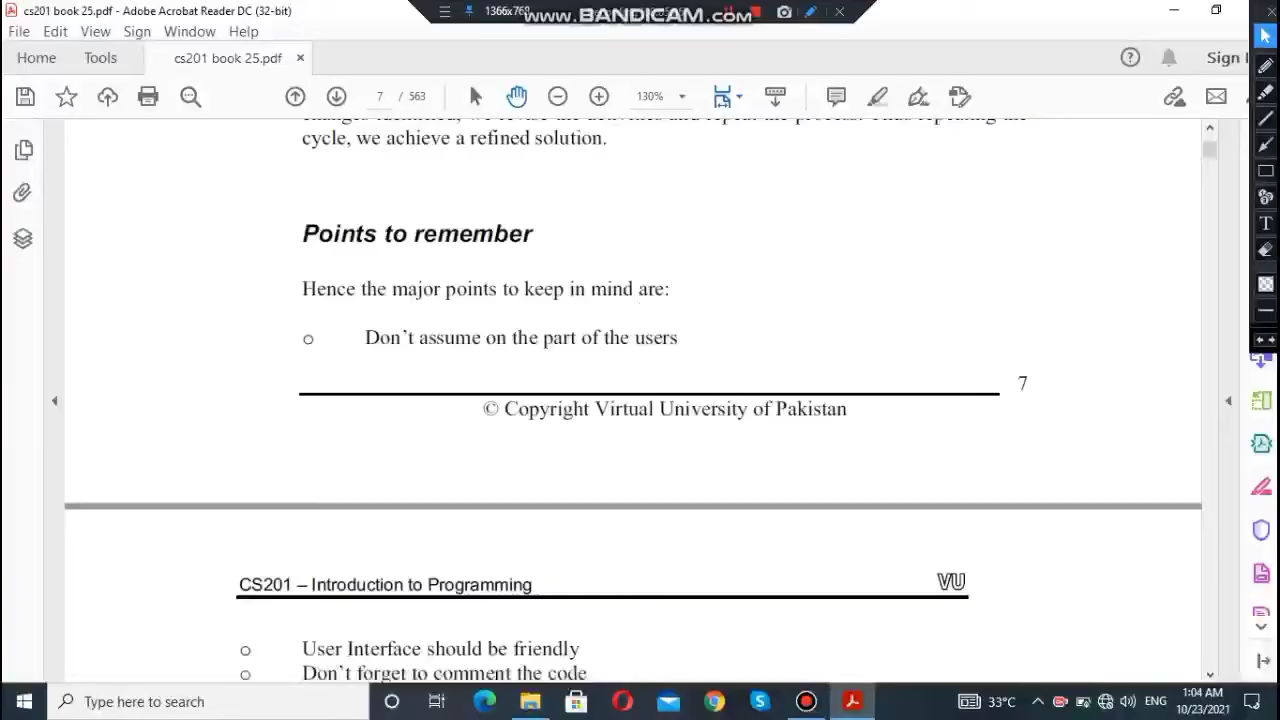 cs201 book 25.pdf - Adobe Acrobat Reader DC (32-bit)
1366x768
www.BANDICAM.com
File Edit View Sign Window Help
Home Tools cs201 book 25.pdf × Sign I
7 / 563 130%
cycle, we achieve a refined solution.
Points to remember
Hence the major points to keep in mind are:
o Don't assume on the part of the users
7
© Copyright Virtual University of Pakistan
CS201 – Introduction to Programming VU
o User Interface should be friendly
o Don't forget to comment the code
Type here to search 33°C ENG 1:04 AM
10/23/2021